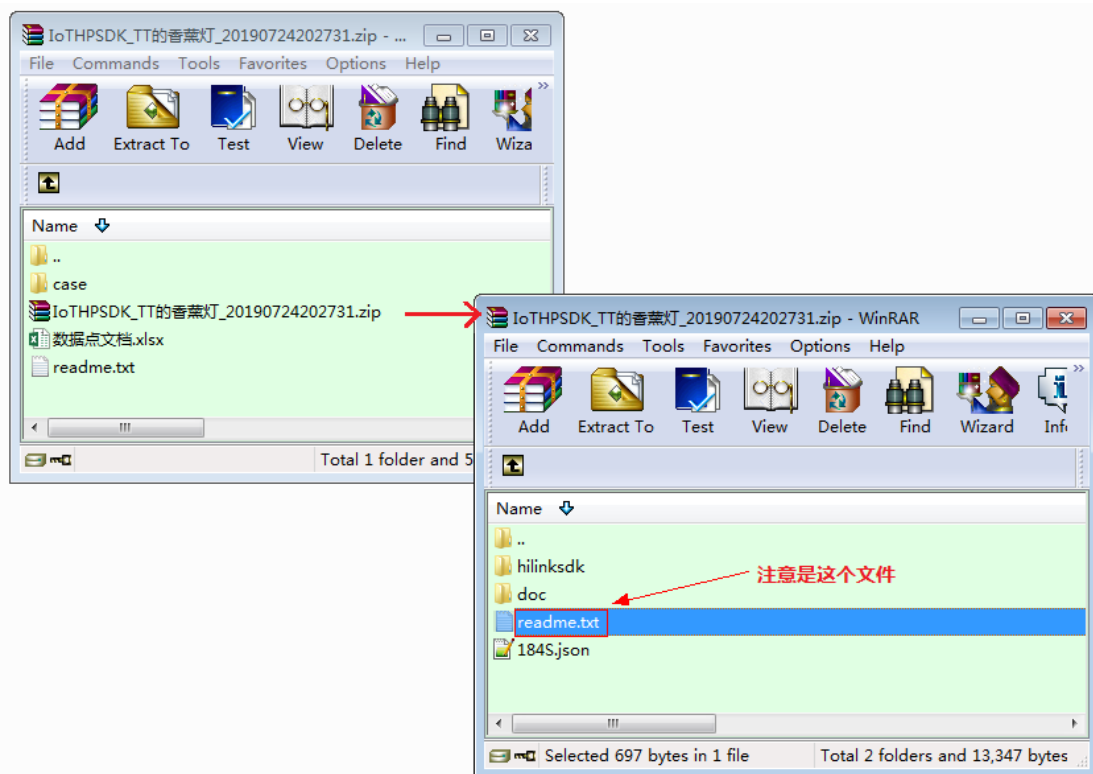 IoTHPSDK_TT的香薰灯_20190724202731.zip - ...
File Commands Tools Favorites Options Help
Add Extract To Test View Delete Find Wiza
Name
..
case
IoTHPSDK_TT的香薰灯_20190724202731.zip
数据点文档.xlsx
readme.txt
Total 1 folder and 5
IoTHPSDK_TT的香薰灯_20190724202731.zip - WinRAR
File Commands Tools Favorites Options Help
Add Extract To Test View Delete Find Wizard Info
Name
..
hilinksdk
注意是这个文件
doc
readme.txt
184S.json
Selected 697 bytes in 1 file Total 2 folders and 13,347 bytes